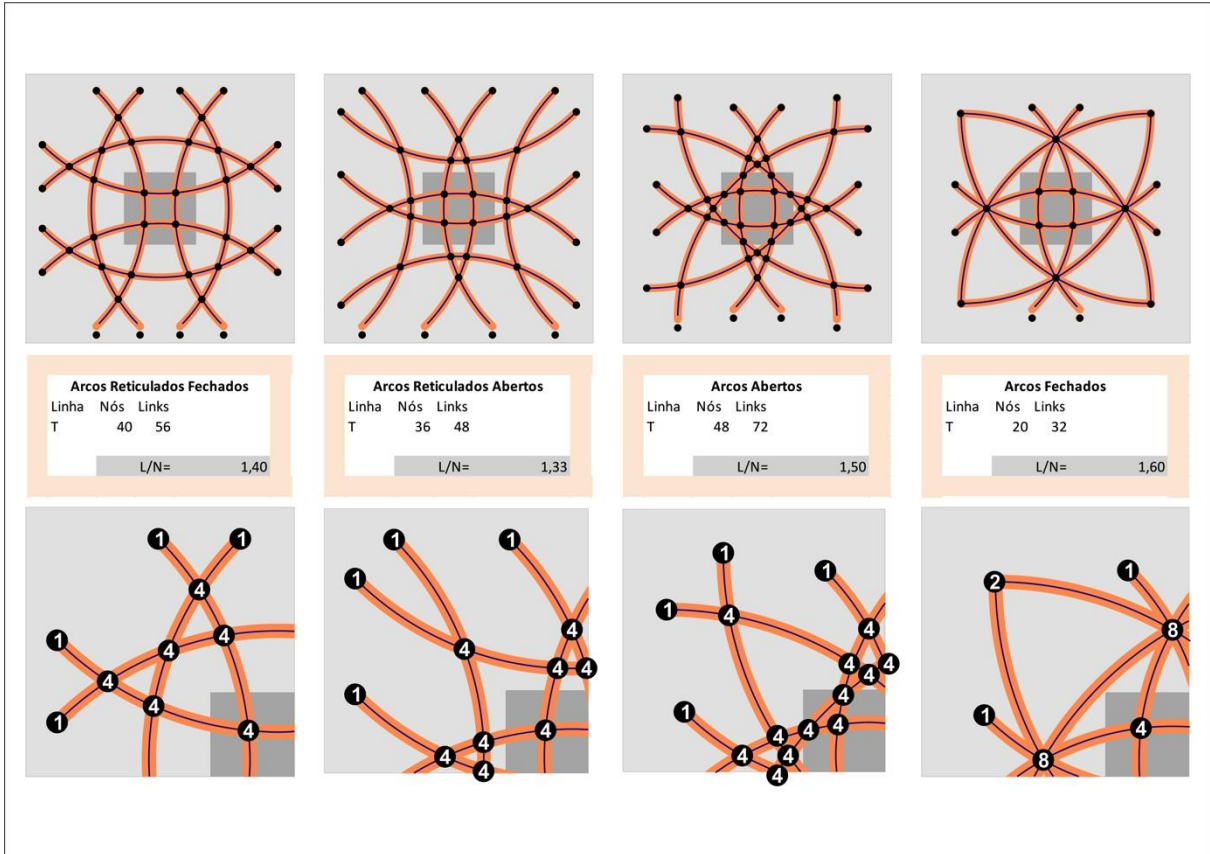 Arcos Reticulados Fechados
Linha Nós Links
T 40 56
L/N= 1,40
Arcos Reticulados Abertos
Linha Nós Links
T 36 48
L/N= 1,33
Arcos Abertos
Linha Nós Links
T 48 72
L/N= 1,50
Arcos Fechados
Linha Nós Links
T 20 32
L/N= 1,60
1 1
4
1 4 4
4
4
1 4
1 1
1
4
4
4 4
1
4 4
4
4
1 1
1 4
4
4 4
4
4
1 4
4 4
4 4
4
1
2
8
1
4
8